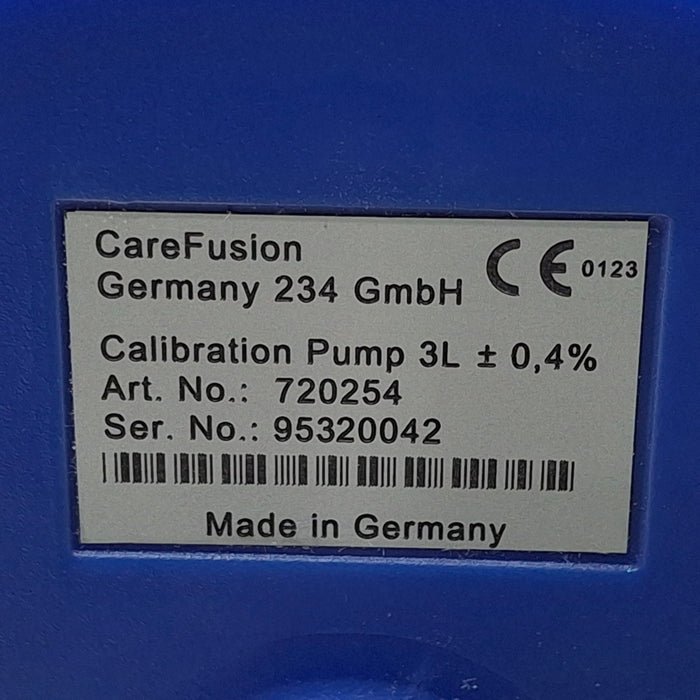 CareFusion
Germany 234 GmbH
CE 0123
Calibration Pump 3L ± 0,4%
Art. No.: 720254
Ser. No.: 95320042
Made in Germany